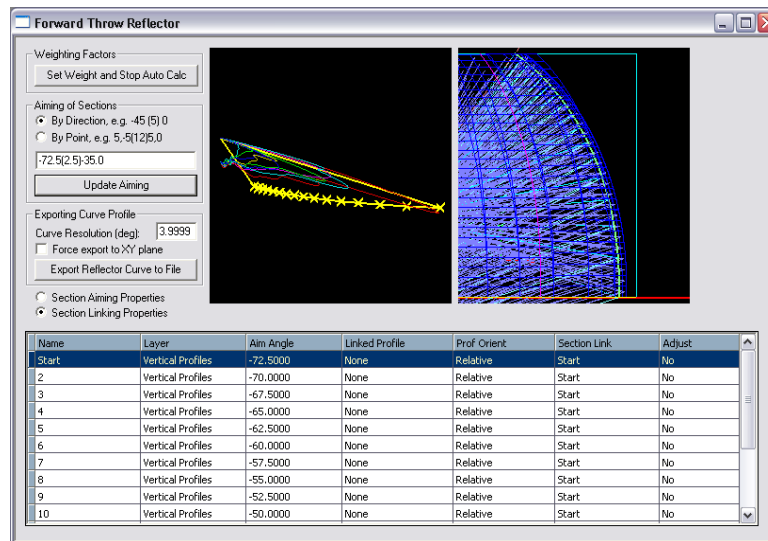 Forward Throw Reflector
Weighting Factors
Set Weight and Stop Auto Calc
Aiming of Sections
By Direction, e.g. -45 (5) 0
By Point, e.g. 5,-5(12)5,0
-72.5(2.5)-35.0
Update Aiming
Exporting Curve Profile
Curve Resolution (deg): 3.9999
Force export to XY plane
Export Reflector Curve to File
Section Aiming Properties
Section Linking Properties
Name Layer Aim Angle Linked Profile Prof Orient Section Link Adjust
Start Vertical Profiles -72.5000 None Relative Start No
2 Vertical Profiles -70.0000 None Relative Start No
3 Vertical Profiles -67.5000 None Relative Start No
4 Vertical Profiles -65.0000 None Relative Start No
5 Vertical Profiles -62.5000 None Relative Start No
6 Vertical Profiles -60.0000 None Relative Start No
7 Vertical Profiles -57.5000 None Relative Start No
8 Vertical Profiles -55.0000 None Relative Start No
9 Vertical Profiles -52.5000 None Relative Start No
10 Vertical Profiles -50.0000 None Relative Start No